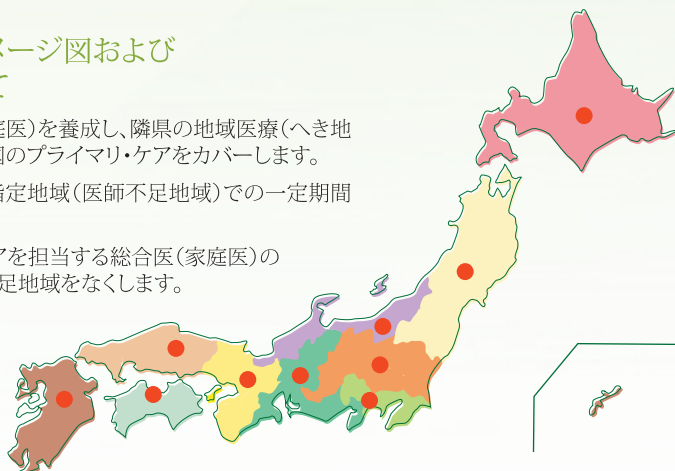 メージ図および
て
庭医）を養成し、隣県の地域医療（へき地
国のプライマリ・ケアをカバーします。
指定地域（医師不足地域）での一定期間
アを担当する総合医（家庭医）の
足地域をなくします。